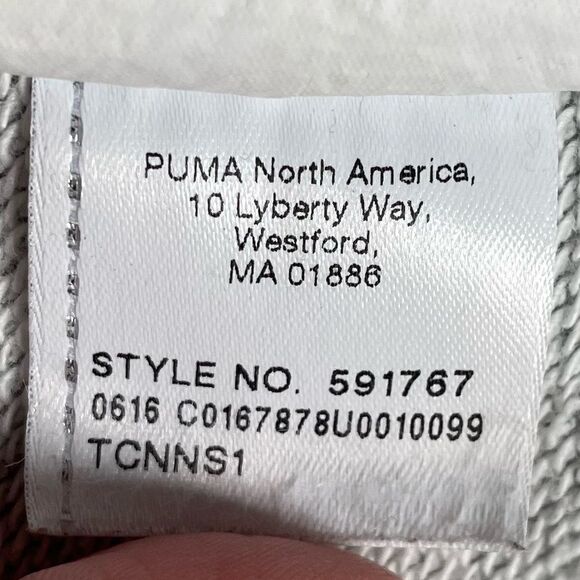 PUMA North America,
10 Lyberty Way,
Westford,
MA 01886
STYLE NO. 591767
0616 C0167878U0010099
TCNNS1